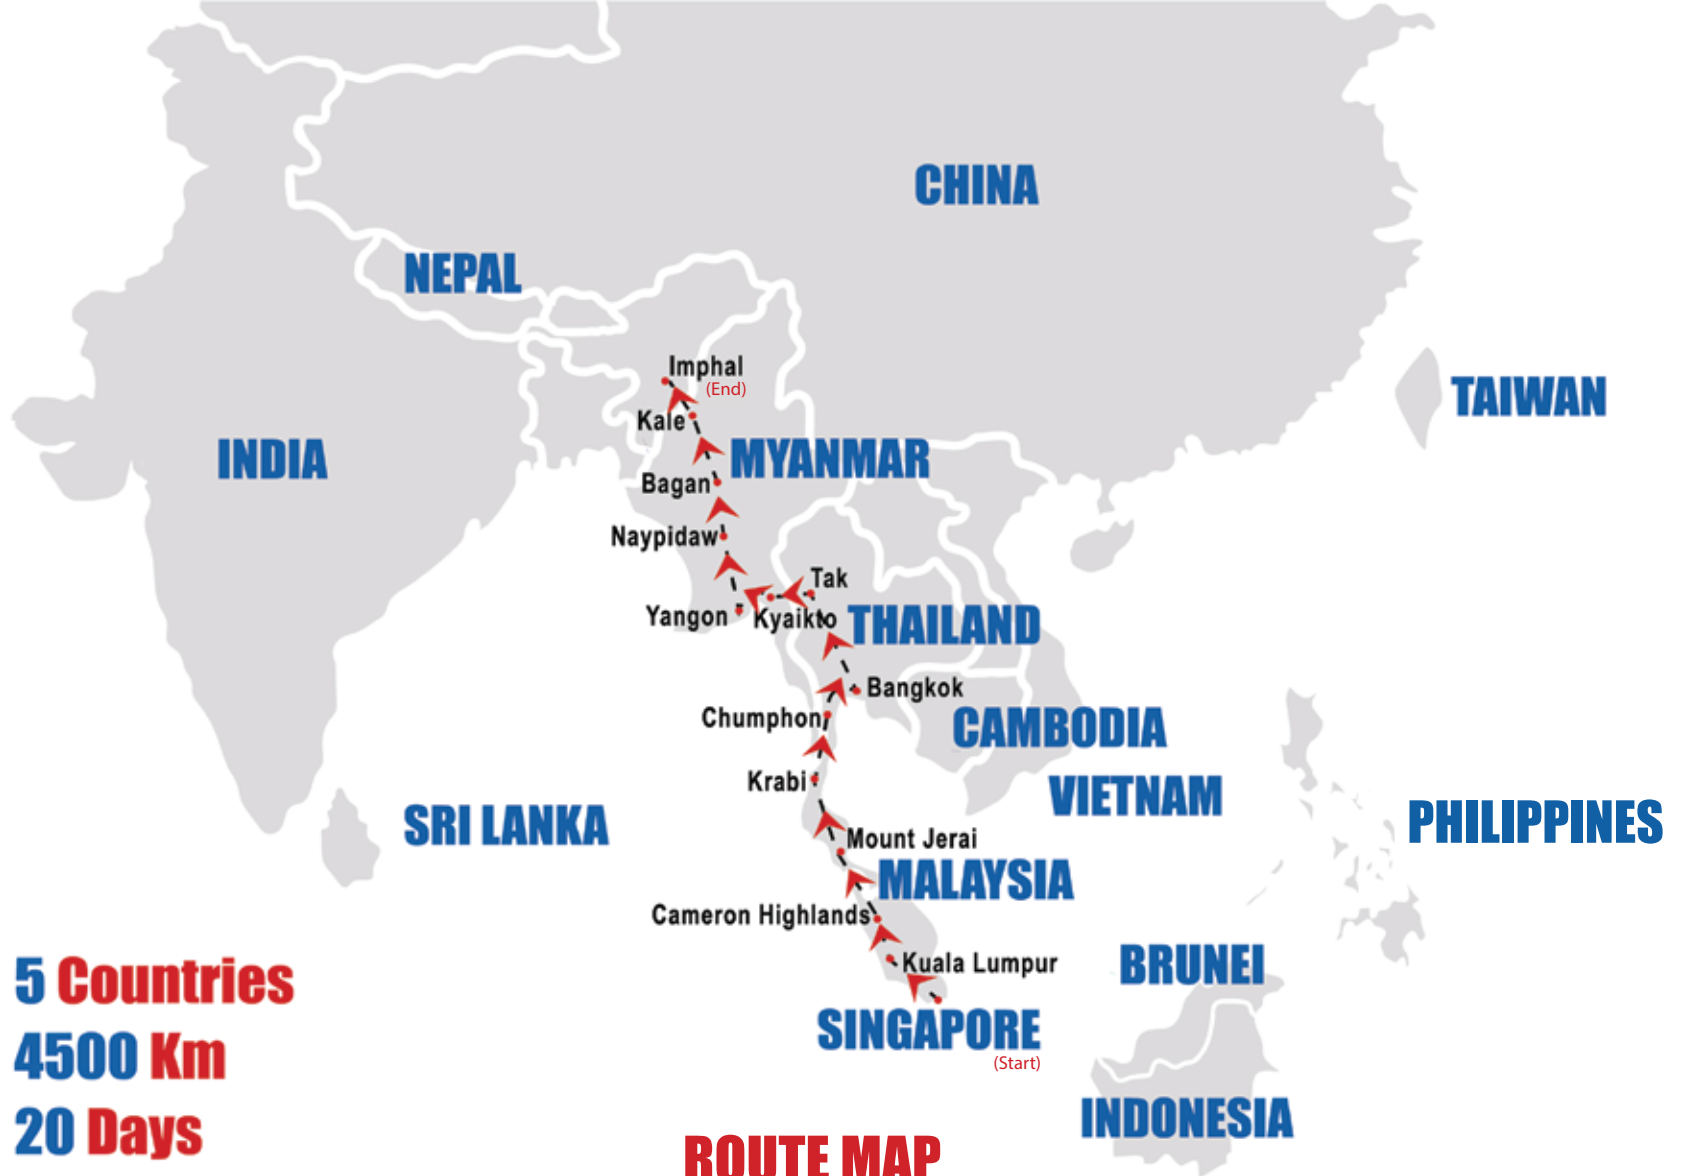 CHINA
NEPAL
Imphal
(End)
TAIWAN
Kale
INDIA
MYANMAR
Bagan
Naypidaw
Tak
Yangon
Kyaikto
THAILAND
Bangkok
Chumphon
CAMBODIA
Krabi
VIETNAM
SRI LANKA
PHILIPPINES
Mount Jerai
MALAYSIA
Cameron Highlands
Kuala Lumpur
BRUNEI
SINGAPORE
(Start)
INDONESIA
5 Countries
4500 Km
20 Days
ROUTE MAP